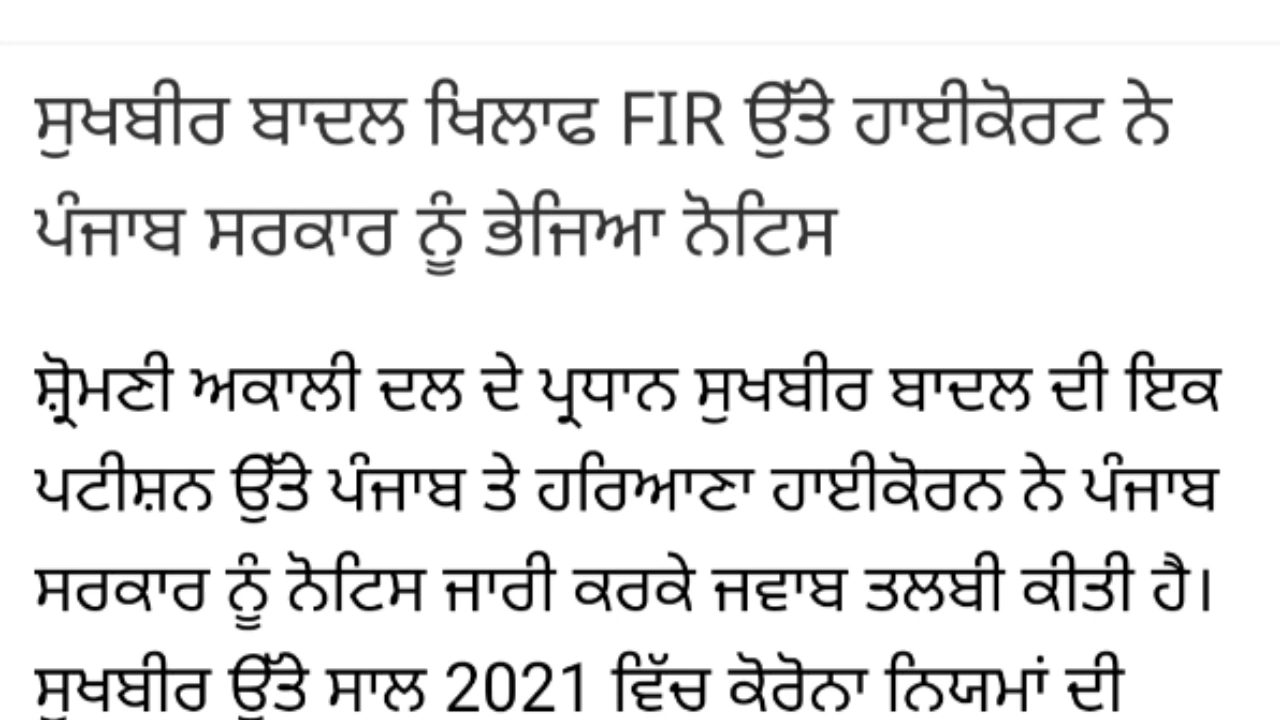 ਸੁਖਬੀਰ ਬਾਦਲ ਖਿਲਾਫ FIR ਉੱਤੇ ਹਾਈਕੋਰਟ ਨੇ
ਪੰਜਾਬ ਸਰਕਾਰ ਨੂੰ ਭੇਜਿਆ ਨੋਟਿਸ
ਸ਼੍ਰੋਮਣੀ ਅਕਾਲੀ ਦਲ ਦੇ ਪ੍ਰਧਾਨ ਸੁਖਬੀਰ ਬਾਦਲ ਦੀ ਇਕ
ਪਟੀਸ਼ਨ ਉੱਤੇ ਪੰਜਾਬ ਤੇ ਹਰਿਆਣਾ ਹਾਈਕੋਰਨ ਨੇ ਪੰਜਾਬ
ਸਰਕਾਰ ਨੂੰ ਨੋਟਿਸ ਜਾਰੀ ਕਰਕੇ ਜਵਾਬ ਤਲਬੀ ਕੀਤੀ ਹੈ।
ਸੁਖਬੀਰ ਉੱਤੇ ਸਾਲ 2021 ਵਿੱਚ ਕੋਰੋਨਾ ਨਿਯਮਾਂ ਦੀ